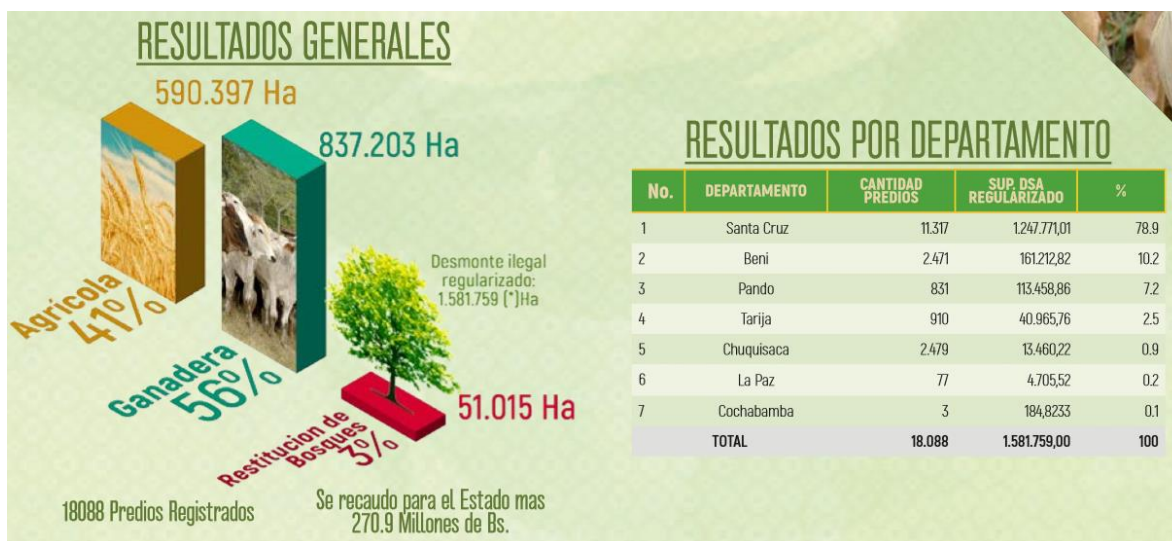 RESULTADOS GENERALES
590.397 Ha
837.203 Ha
Desmonte ilegal
regularizado:
1.581.759 (*)Ha
Agrícola
41%
Ganadera
56%
51.015 Ha
Restitucion de
Bosques
3%
18088 Predios Registrados
Se recaudo para el Estado mas
270.9 Millones de Bs.
RESULTADOS POR DEPARTAMENTO
No. DEPARTAMENTO CANTIDAD PREDIOS SUP. DSA REGULARIZADO %
1 Santa Cruz 11.317 1.247.771,01 78.9
2 Beni 2.471 161.212,82 10.2
3 Pando 831 113.458,86 7.2
4 Tarija 910 40.965,76 2.5
5 Chuquisaca 2.479 13.460,22 0.9
6 La Paz 77 4.705,52 0.2
7 Cochabamba 3 184,8233 0.1
TOTAL 18.088 1.581.759,00 100